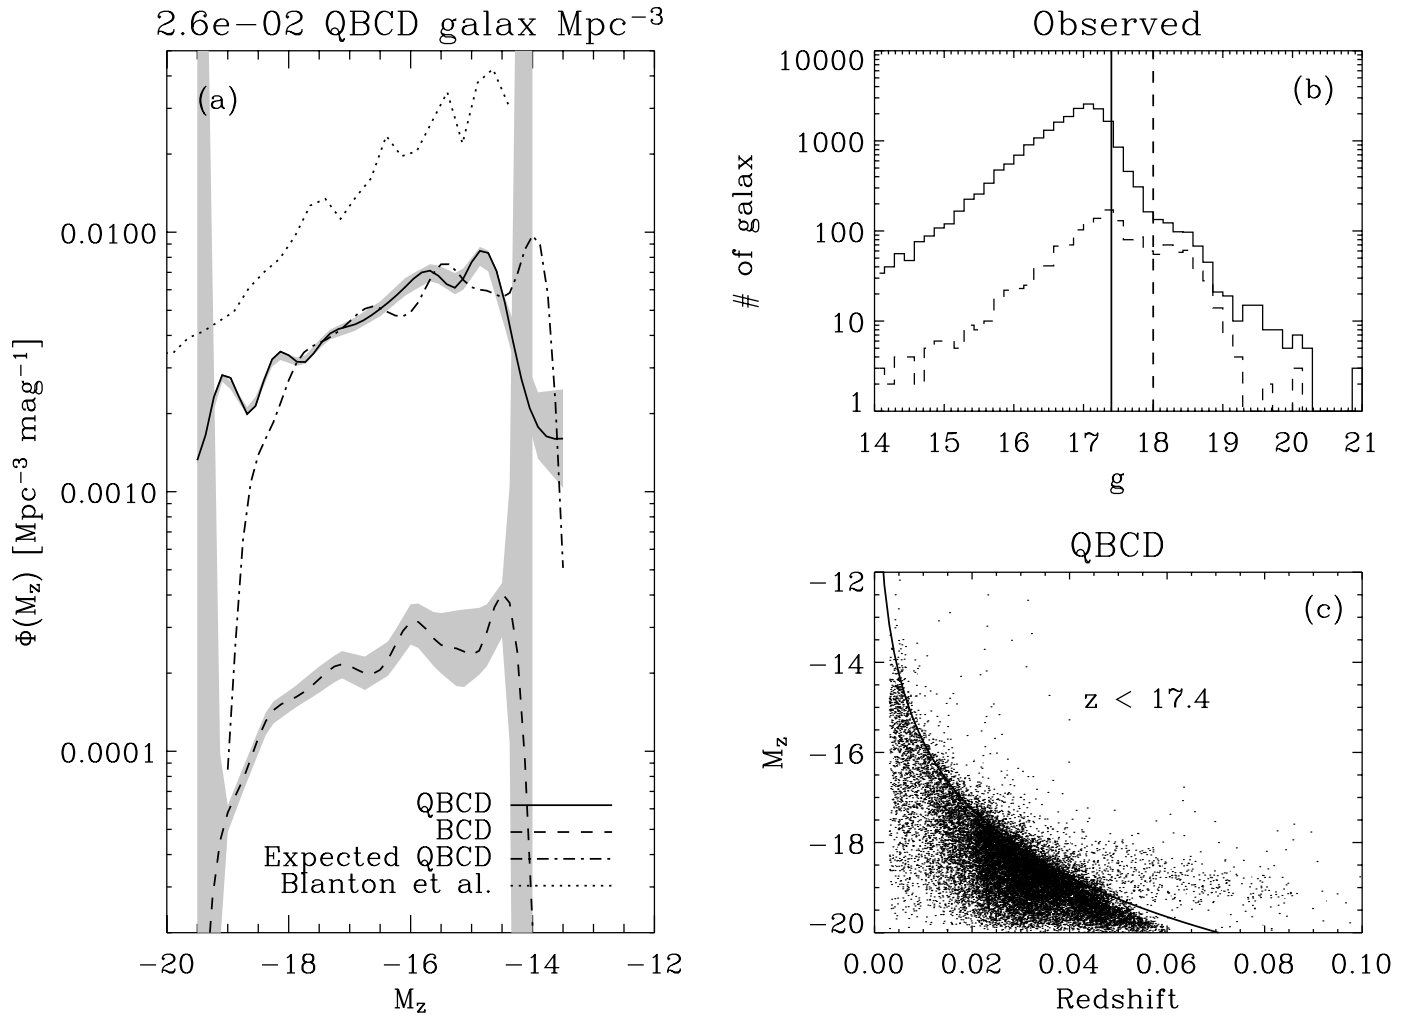 2.6e−02 QBCD galax Mpc⁻³
(a)
0.0100
0.0010
0.0001
Φ(M_z) [Mpc⁻³ mag⁻¹]
QBCD
BCD
Expected QBCD
Blanton et al.
−20 −18 −16 −14 −12
M_z
Observed
(b)
10000
1000
100
10
1
# of galax
14 15 16 17 18 19 20 21
g
QBCD
(c)
z < 17.4
−12
−14
−16
−18
−20
M_z
0.00 0.02 0.04 0.06 0.08 0.10
Redshift